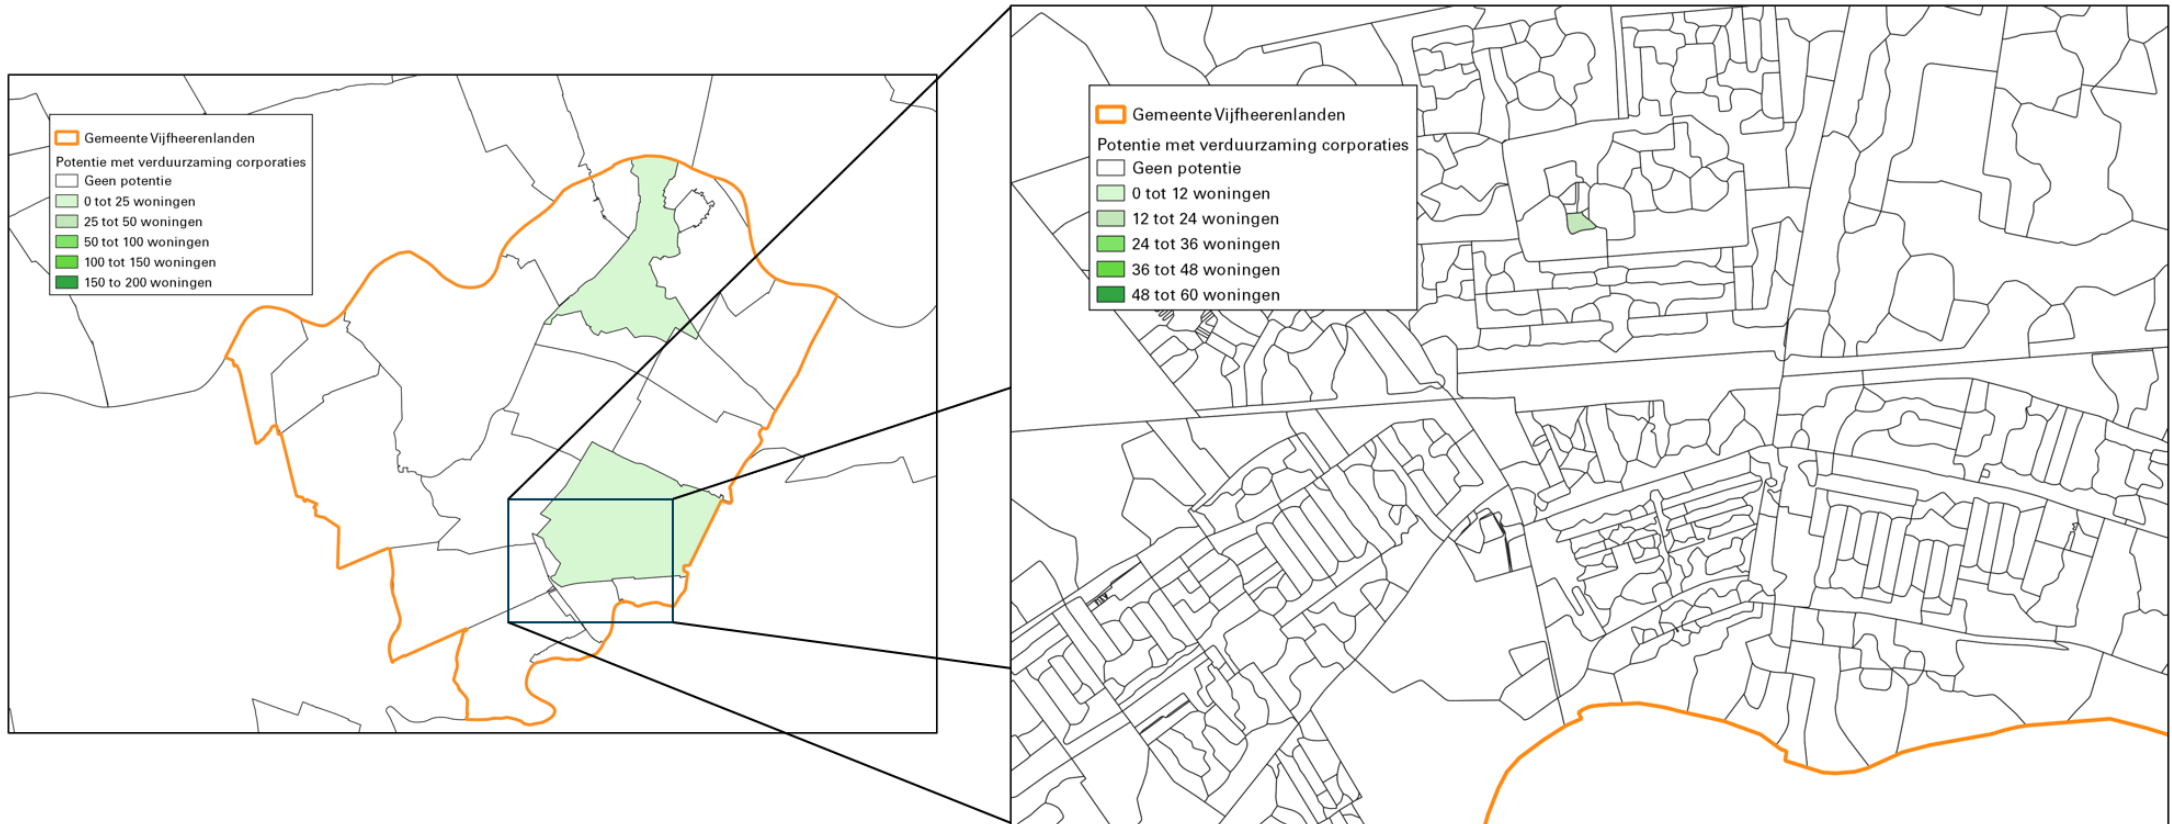 Gemeente Vijfheerenlanden
Potentie met verduurzaming corporaties
Geen potentie
0 tot 25 woningen
25 tot 50 woningen
50 tot 100 woningen
100 tot 150 woningen
150 to 200 woningen
Gemeente Vijfheerenlanden
Potentie met verduurzaming corporaties
Geen potentie
0 tot 12 woningen
12 tot 24 woningen
24 tot 36 woningen
36 tot 48 woningen
48 tot 60 woningen